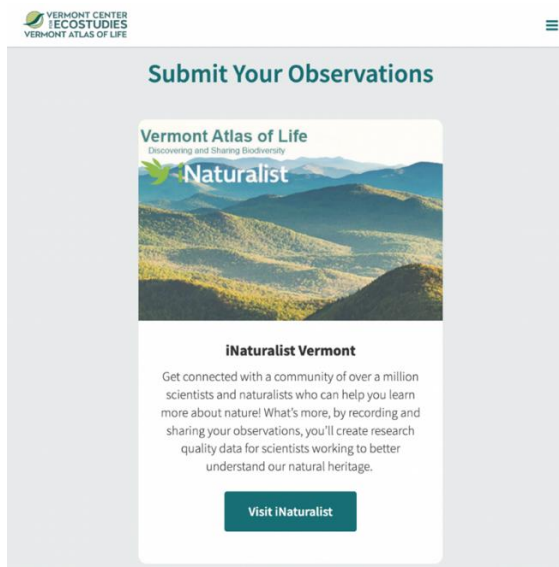 VERMONT CENTER
FOR ECOSTUDIES
VERMONT ATLAS OF LIFE
Submit Your Observations
Vermont Atlas of Life
Discovering and Sharing Biodiversity
iNaturalist
iNaturalist Vermont
Get connected with a community of over a million
scientists and naturalists who can help you learn
more about nature! What's more, by recording and
sharing your observations, you'll create research
quality data for scientists working to better
understand our natural heritage.
Visit iNaturalist